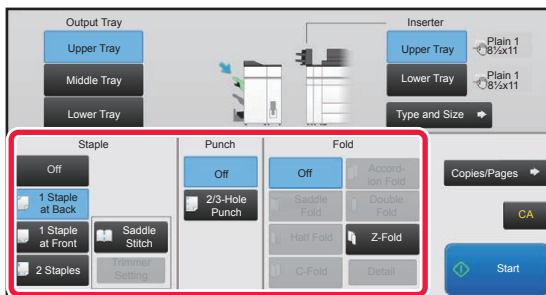 Output Tray
Upper Tray
Middle Tray
Lower Tray
Inserter
Upper Tray
Plain 1
8½x11
Lower Tray
Plain 1
8½x11
Type and Size
Staple
Off
1 Staple
at Back
1 Staple
at Front
2 Staples
Saddle
Stitch
Trimmer
Setting
Punch
Off
2/3-Hole
Punch
Fold
Off
Accord-
ion Fold
Saddle
Fold
Double
Fold
Half Fold
Z-Fold
C-Fold
Detail
Copies/Pages
CA
Start